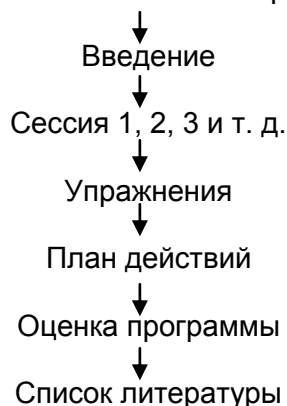 Введение
Сессия 1, 2, 3 и т. д.
Упражнения
План действий
Оценка программы
Список литературы